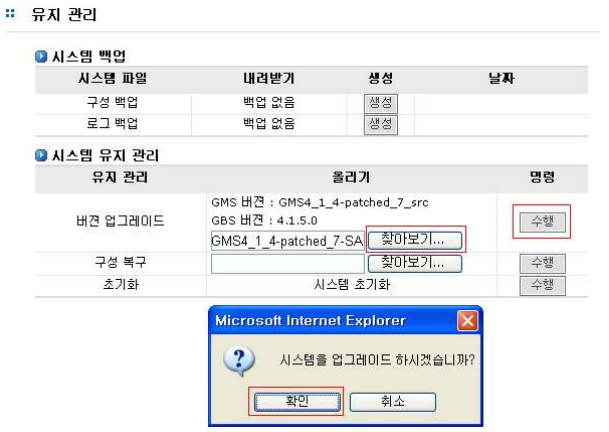 유지 관리
시스템 백업
시스템 파일 내려받기 생성 날짜
구성 백업 백업 없음 생성
로그 백업 백업 없음 생성
시스템 유지 관리
유지 관리 올리기 명령
GMS 버젼 : GMS4_1_4-patched_7_src
버젼 업그레이드 GBS 버젼 : 4.1.5.0 수행
GMS4_1_4-patched_7-SA 찾아보기...
구성 복구 찾아보기... 수행
초기화 시스템 초기화 수행
Microsoft Internet Explorer
시스템을 업그레이드 하시겠습니까?
확인 취소